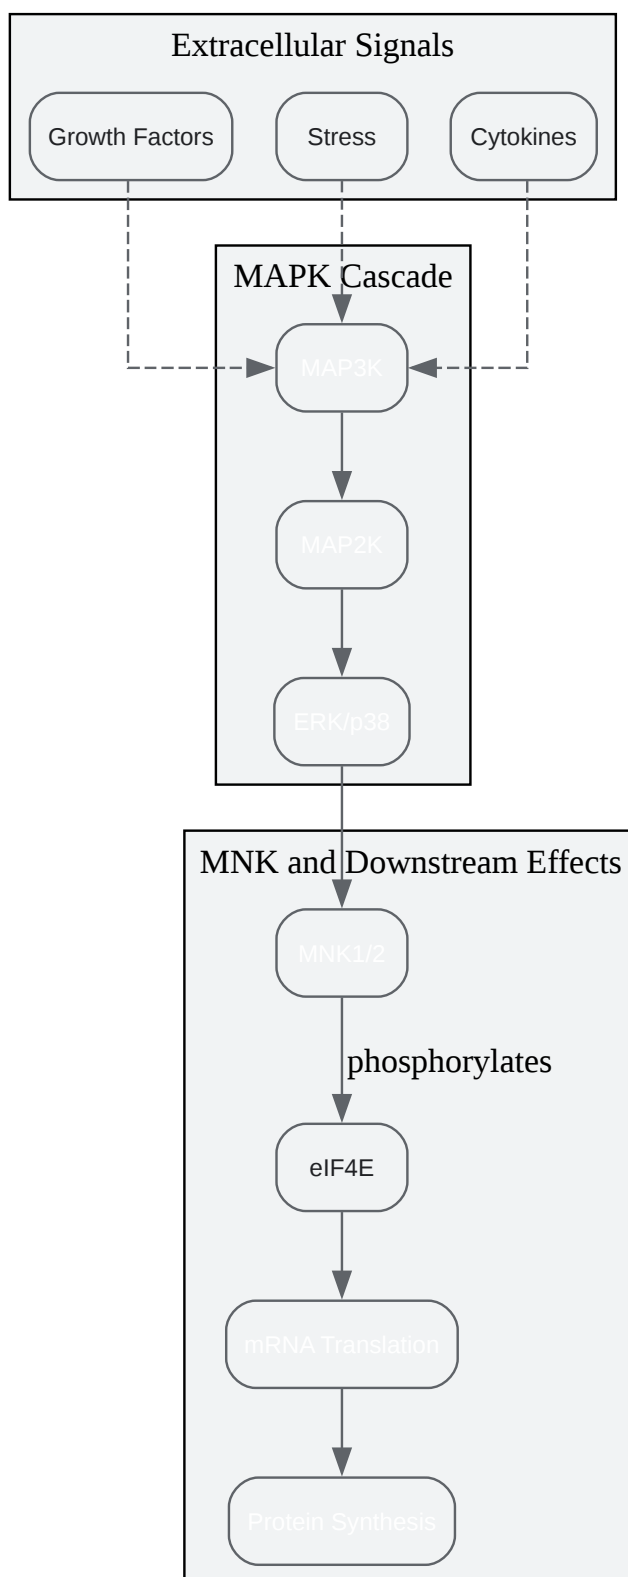 Extracellular Signals
Growth Factors
Stress
Cytokines
MAPK Cascade
MAP3K
MAP2K
ERK/p38
MNK and Downstream Effects
MNK1/2
phosphorylates
eIF4E
mRNA Translation
Protein Synthesis